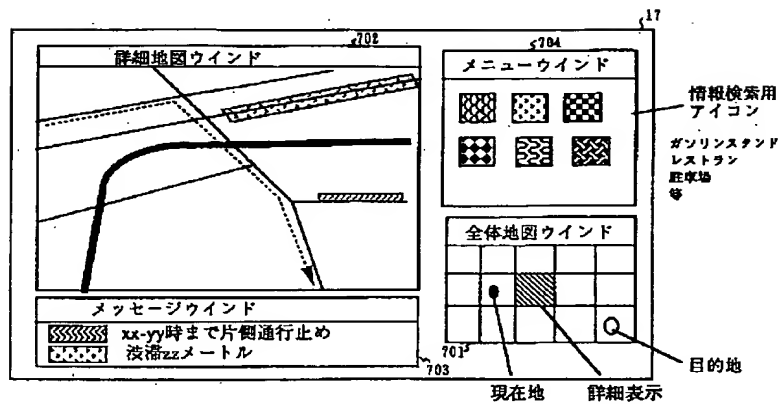 17
702
詳細地図ウインド
704
メニューウインド
情報検索用
アイコン
ガソリンスタンド
レストラン
駐車場
等
全体地図ウインド
メッセージウインド
xx-yy時まで片側通行止め
渋滞zzメートル
703
701
目的地
現在地
詳細表示